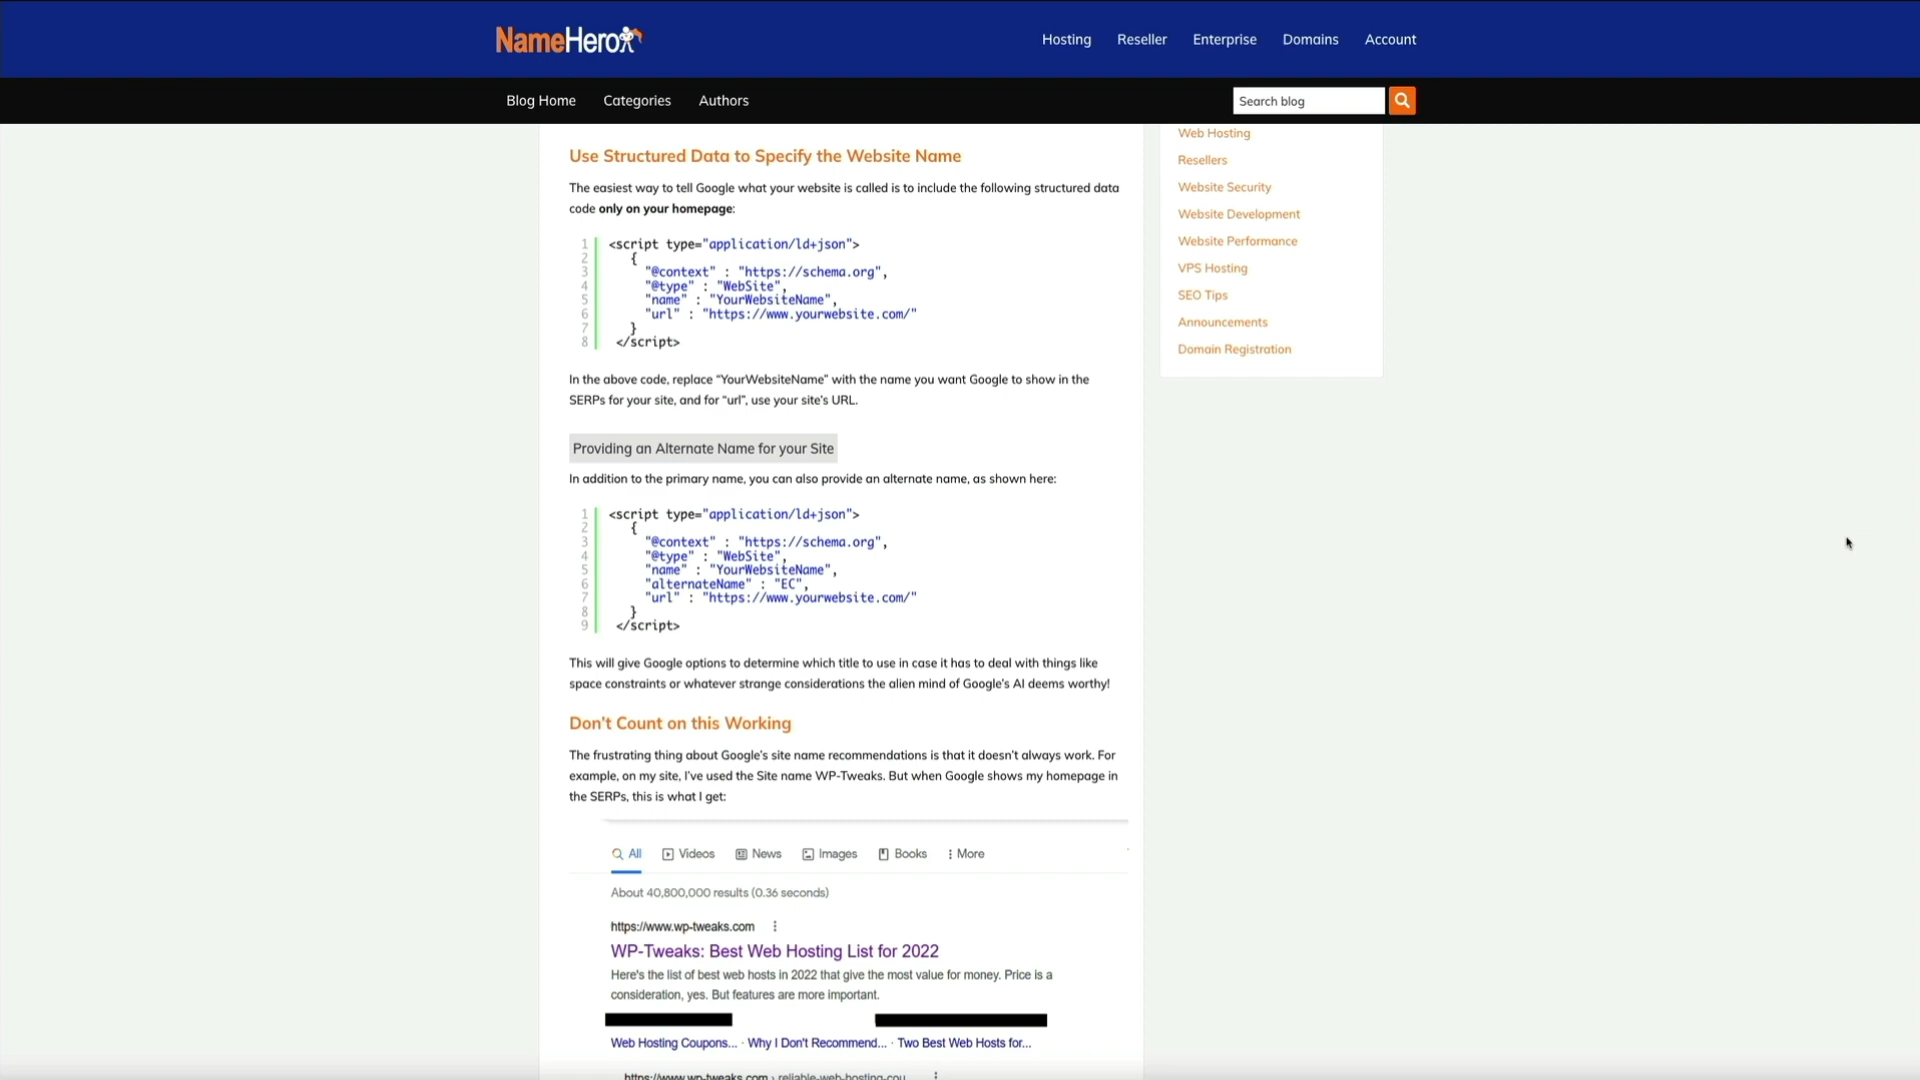 NameHero
Hosting
Reseller
Enterprise
Domains
Account
Blog Home
Categories
Authors
Search blog
Use Structured Data to Specify the Website Name
The easiest way to tell Google what your website is called is to include the following structured data
code only on your homepage:
1 <script type="application/ld+json">
2 {
3 "@context" : "https://schema.org",
4 "@type" : "WebSite",
5 "name" : "YourWebsiteName",
6 "url" : "https://www.yourwebsite.com/"
7 }
8 </script>
In the above code, replace “YourWebsiteName” with the name you want Google to show in the
SERPs for your site, and for “url”, use your site’s URL.
Providing an Alternate Name for your Site
In addition to the primary name, you can also provide an alternate name, as shown here:
1 <script type="application/ld+json">
2 {
3 "@context" : "https://schema.org",
4 "@type" : "WebSite",
5 "name" : "YourWebsiteName",
6 "alternateName" : "EC",
7 "url" : "https://www.yourwebsite.com/"
8 }
9 </script>
This will give Google options to determine which title to use in case it has to deal with things like
space constraints or whatever strange considerations the alien mind of Google’s AI deems worthy!
Don’t Count on this Working
The frustrating thing about Google’s site name recommendations is that it doesn’t always work. For
example, on my site, I’ve used the Site name WP-Tweaks. But when Google shows my homepage in
the SERPs, this is what I get:
All
Videos
News
Images
Books
More
About 40,800,000 results (0.36 seconds)
https://www.wp-tweaks.com
WP-Tweaks: Best Web Hosting List for 2022
Here's the list of best web hosts in 2022 that give the most value for money. Price is a
consideration, yes. But features are more important.
Web Hosting Coupons... · Why I Don't Recommend... · Two Best Web Hosts for...
https://www.wp-tweaks.com › reliable-web-hosting-cou
Web Hosting
Resellers
Website Security
Website Development
Website Performance
VPS Hosting
SEO Tips
Announcements
Domain Registration